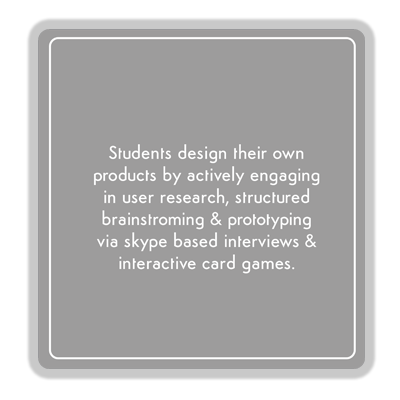 Students design their own
products by actively engaging
in user research, structured
brainstroming & prototyping
via skype based interviews &
interactive card games.